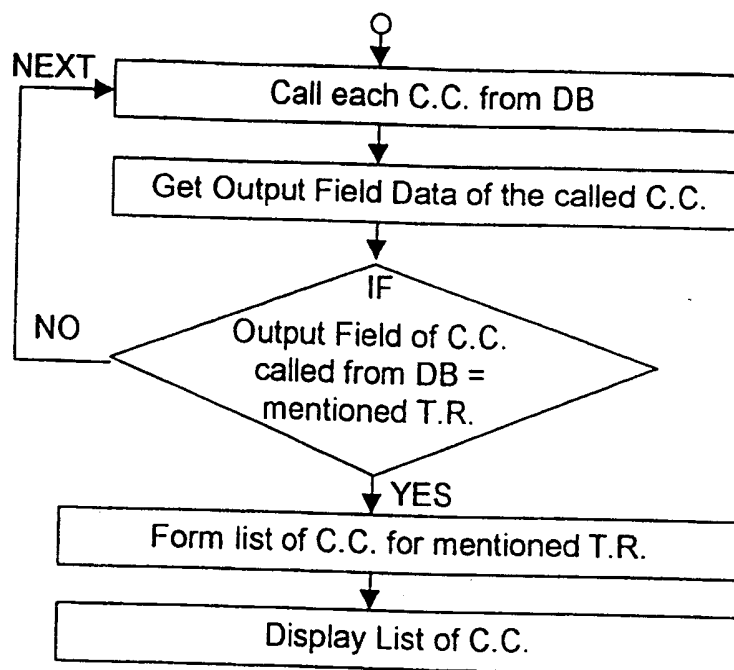 NEXT
Call each C.C. from DB
Get Output Field Data of the called C.C.
IF
NO
Output Field of C.C.
called from DB =
mentioned T.R.
YES
Form list of C.C. for mentioned T.R.
Display List of C.C.